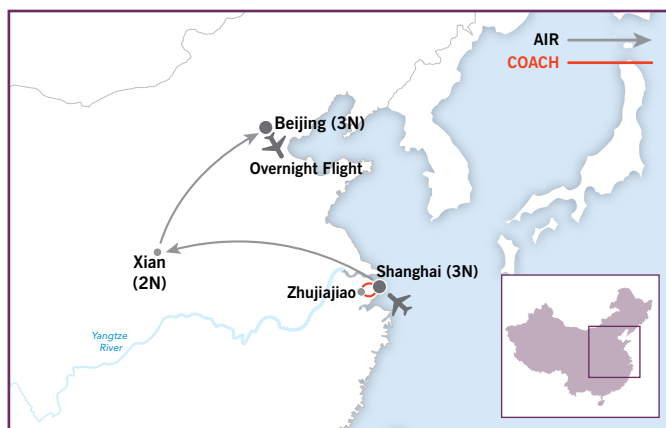 AIR
COACH
Beijing (3N)
Overnight Flight
Xian
(2N)
Shanghai (3N)
Zhujiajiao
Yangtze
River